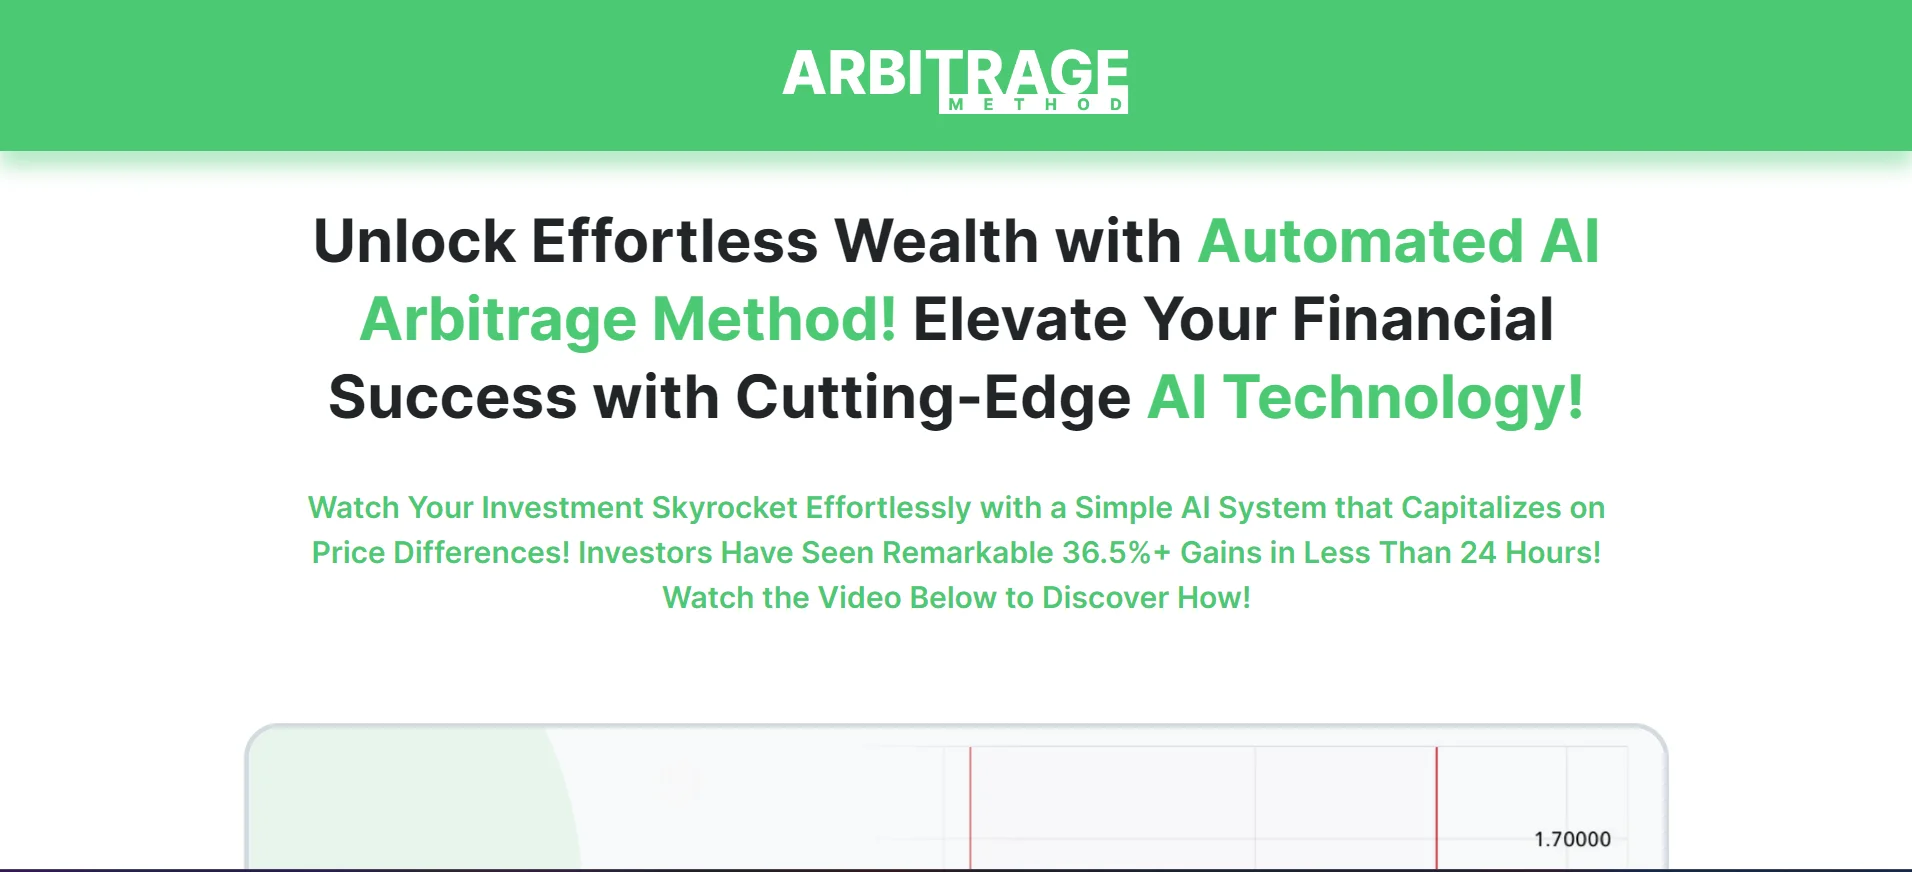 ARBITRAGE
METHOD
Unlock Effortless Wealth with Automated AI
Arbitrage Method! Elevate Your Financial
Success with Cutting-Edge AI Technology!
Watch Your Investment Skyrocket Effortlessly with a Simple AI System that Capitalizes on
Price Differences! Investors Have Seen Remarkable 36.5%+ Gains in Less Than 24 Hours!
Watch the Video Below to Discover How!
1.70000